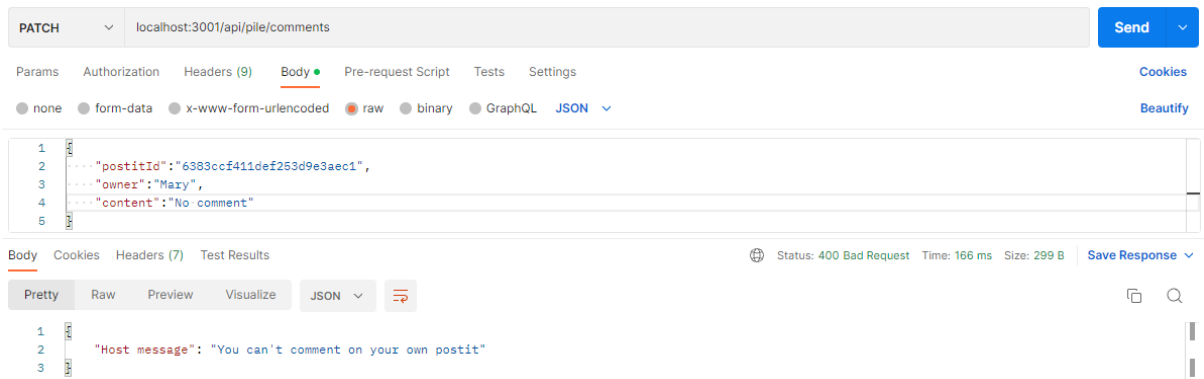 PATCH localhost:3001/api/pile/comments Send
Params Authorization Headers (9) Body Pre-request Script Tests Settings Cookies
none form-data x-www-form-urlencoded raw binary GraphQL JSON Beautify
1 {
2 "postitId":"6383ccf411def253d9e3aec1",
3 "owner":"Mary",
4 "content":"No comment"
5 }
Body Cookies Headers (7) Test Results Status: 400 Bad Request Time: 166 ms Size: 299 B Save Response
Pretty Raw Preview Visualize JSON
1 {
2 "Host message": "You can't comment on your own postit"
3 }